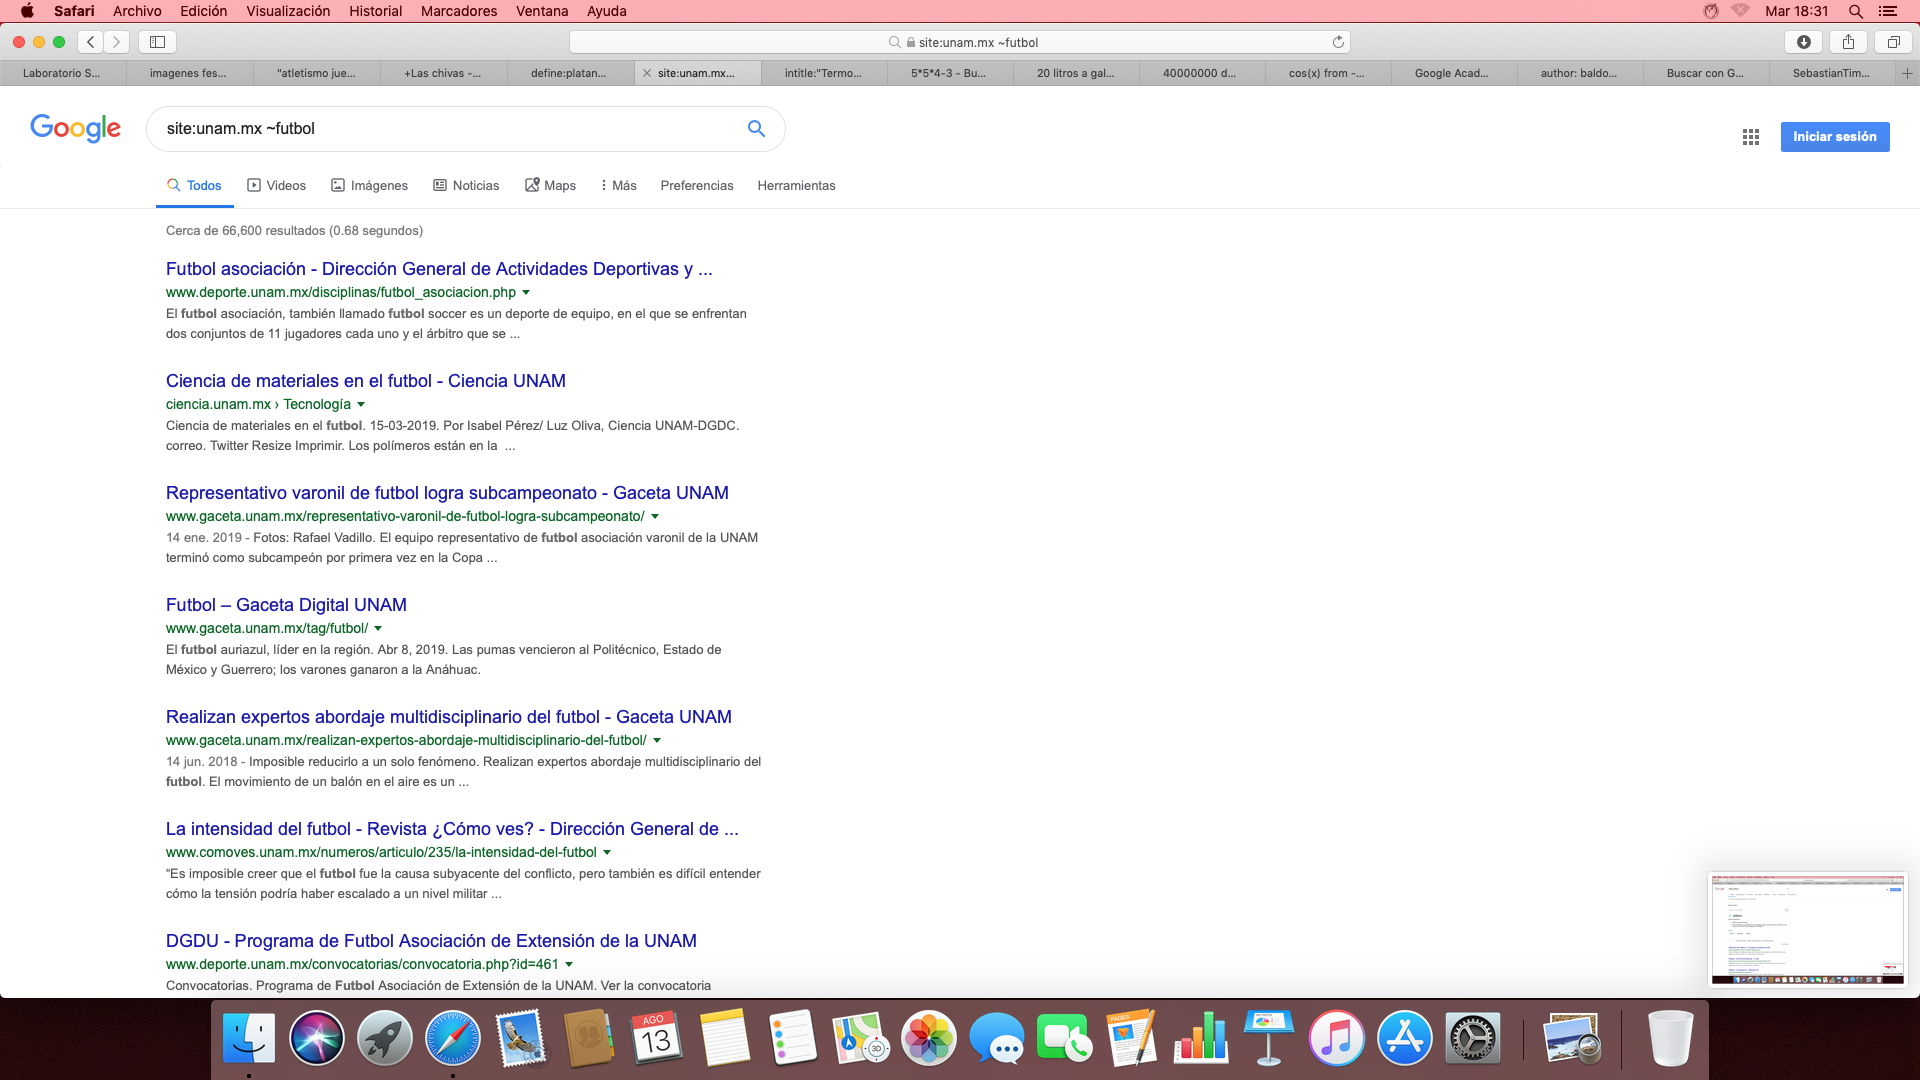 Safari Archivo Edición Visualización Historial Marcadores Ventana Ayuda Mar 18:31
site:unam.mx ~futbol
Laboratorio S... imagenes fes... "atletismo jue... +Las chivas -... define:platan... site:unam.mx... intitle:"Termo... 5*5*4-3 - Bu... 20 litros a gal... 40000000 d... cos(x) from -... Google Acad... author: baldo... Buscar con G... SebastianTim...
Google site:unam.mx ~futbol Iniciar sesión
Todos Videos Imágenes Noticias Maps Más Preferencias Herramientas
Cerca de 66,600 resultados (0.68 segundos)
Futbol asociación - Dirección General de Actividades Deportivas y ...
www.deporte.unam.mx/disciplinas/futbol_asociacion.php
El futbol asociación, también llamado futbol soccer es un deporte de equipo, en el que se enfrentan
dos conjuntos de 11 jugadores cada uno y el árbitro que se ...
Ciencia de materiales en el futbol - Ciencia UNAM
ciencia.unam.mx › Tecnología
Ciencia de materiales en el futbol. 15-03-2019. Por Isabel Pérez/ Luz Oliva, Ciencia UNAM-DGDC.
correo. Twitter Resize Imprimir. Los polímeros están en la ...
Representativo varonil de futbol logra subcampeonato - Gaceta UNAM
www.gaceta.unam.mx/representativo-varonil-de-futbol-logra-subcampeonato/
14 ene. 2019 - Fotos: Rafael Vadillo. El equipo representativo de futbol asociación varonil de la UNAM
terminó como subcampeón por primera vez en la Copa ...
Futbol – Gaceta Digital UNAM
www.gaceta.unam.mx/tag/futbol/
El futbol auriazul, líder en la región. Abr 8, 2019. Las pumas vencieron al Politécnico, Estado de
México y Guerrero; los varones ganaron a la Anáhuac.
Realizan expertos abordaje multidisciplinario del futbol - Gaceta UNAM
www.gaceta.unam.mx/realizan-expertos-abordaje-multidisciplinario-del-futbol/
14 jun. 2018 - Imposible reducirlo a un solo fenómeno. Realizan expertos abordaje multidisciplinario del
futbol. El movimiento de un balón en el aire es un ...
La intensidad del futbol - Revista ¿Cómo ves? - Dirección General de ...
www.comoves.unam.mx/numeros/articulo/235/la-intensidad-del-futbol
“Es imposible creer que el futbol fue la causa subyacente del conflicto, pero también es difícil entender
cómo la tensión podría haber escalado a un nivel militar ...
DGDU - Programa de Futbol Asociación de Extensión de la UNAM
www.deporte.unam.mx/convocatorias/convocatoria.php?id=461
Convocatorias. Programa de Futbol Asociación de Extensión de la UNAM. Ver la convocatoria
AGO
13
3D
PAGES